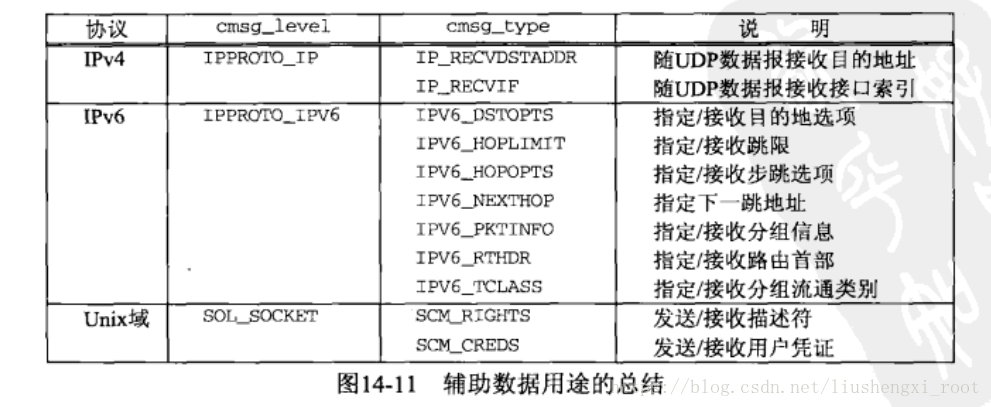 协议 cmsg_level cmsg_type 说 明
IPv4 IPPROTO_IP IP_RECVDSTADDR 随UDP数据报接收目的地址
IP_RECVIF 随UDP数据报接收接口索引
IPv6 IPPROTO_IPV6 IPV6_DSTOPTS 指定/接收目的地选项
IPV6_HOPLIMIT 指定/接收跳限
IPV6_HOPOPTS 指定/接收步跳选项
IPV6_NEXTHOP 指定下一跳地址
IPV6_PKTINFO 指定/接收分组信息
IPV6_RTHDR 指定/接收路由首部
IPV6_TCLASS 指定/接收分组流通类别
Unix域 SOL_SOCKET SCM_RIGHTS 发送/接收描述符
SCM_CREDS 发送/接收用户凭证
图14-11 辅助数据用途的总结
//blog.csdn.net/liushengxi_root